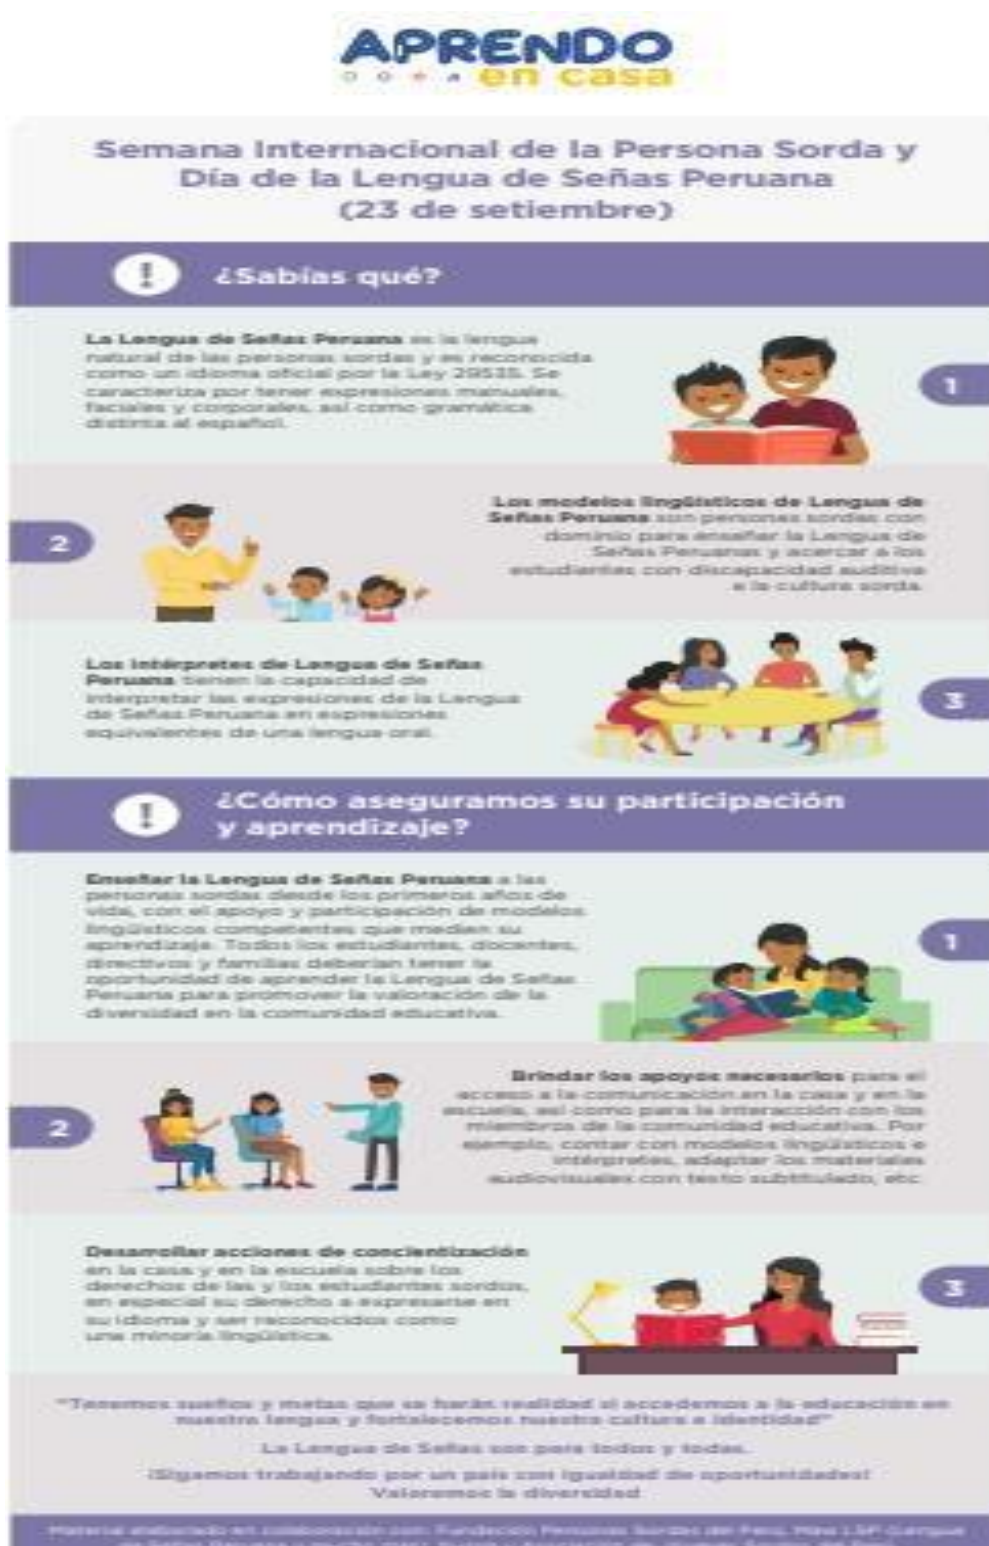 APRENDO
en casa
Semana Internacional de la Persona Sorda y
Día de la Lengua de Señas Peruana
(23 de setiembre)
! ¿Sabías qué?
La Lengua de Señas Peruana es la lengua
natural de las personas sordas y es reconocida
como un idioma oficial por la Ley 29535. Se
caracteriza por tener expresiones manuales,
faciales y corporales, así como gramática
distinta al español.
1
2
Los modelos lingüísticos de Lengua de
Señas Peruana son personas sordas con
dominio para enseñar la Lengua de
Señas Peruanas y acercar a los
estudiantes con discapacidad auditiva
a la cultura sorda.
Los intérpretes de Lengua de Señas
Peruana tienen la capacidad de
interpretar las expresiones de la Lengua
de Señas Peruana en expresiones
equivalentes de una lengua oral.
3
! ¿Cómo aseguramos su participación
y aprendizaje?
Enseñar la Lengua de Señas Peruana a las
personas sordas desde los primeros años de
vida, con el apoyo y participación de modelos
lingüísticos competentes que medien su
aprendizaje. Todos los estudiantes, docentes,
directivos y familias deberían tener la
oportunidad de aprender la Lengua de Señas
Peruana para promover la valoración de la
diversidad en la comunidad educativa.
1
2
Brindar los apoyos necesarios para el
acceso a la comunicación en la casa y en la
escuela, así como para la interacción con los
miembros de la comunidad educativa. Por
ejemplo, contar con modelos lingüísticos e
intérpretes, adaptar los materiales
audiovisuales con texto subtitulado, etc.
Desarrollar acciones de concientización
en la casa y en la escuela sobre los
derechos de las y los estudiantes sordos,
en especial su derecho a expresarse en
su idioma y ser reconocidos como
una minoría lingüística.
3
"Tenemos sueños y metas que se harán realidad si accedemos a la educación en
nuestra lengua y fortalecemos nuestra cultura e identidad"
La Lengua de Señas son para todos y todas.
¡Sigamos trabajando por un país con igualdad de oportunidades!
Valoremos la diversidad
Material elaborado en colaboración con: Fundación Personas Sordas del Perú, LSP (Lengua
de Señas Peruana